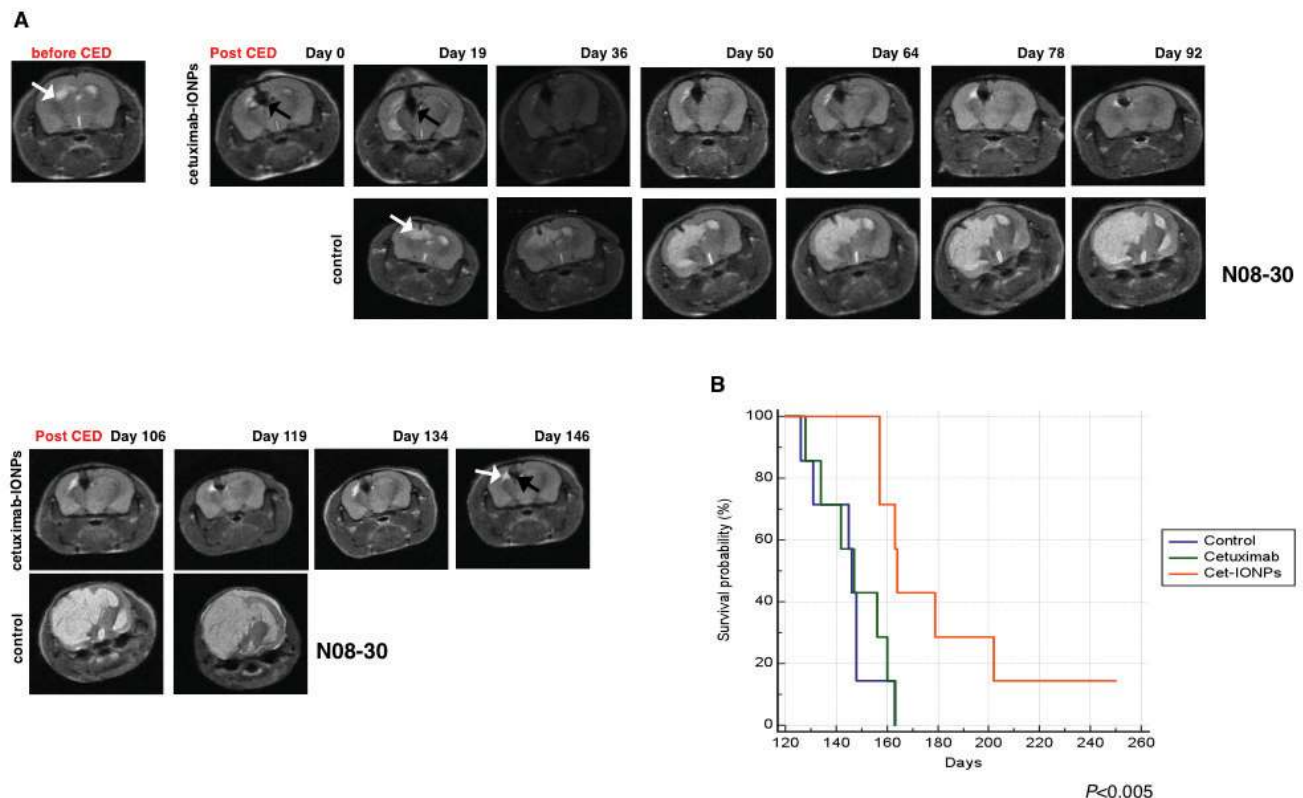 A
before CED
Post CED Day 0 Day 19 Day 36 Day 50 Day 64 Day 78 Day 92
cetuximab-IONPs
control
N08-30
Post CED Day 106 Day 119 Day 134 Day 146
cetuximab-IONPs
control
N08-30
B
Survival probability (%)
100
80
60
40
20
0
120 140 160 180 200 220 240 260
Days
Control
Cetuximab
Cet-IONPs
P<0.005